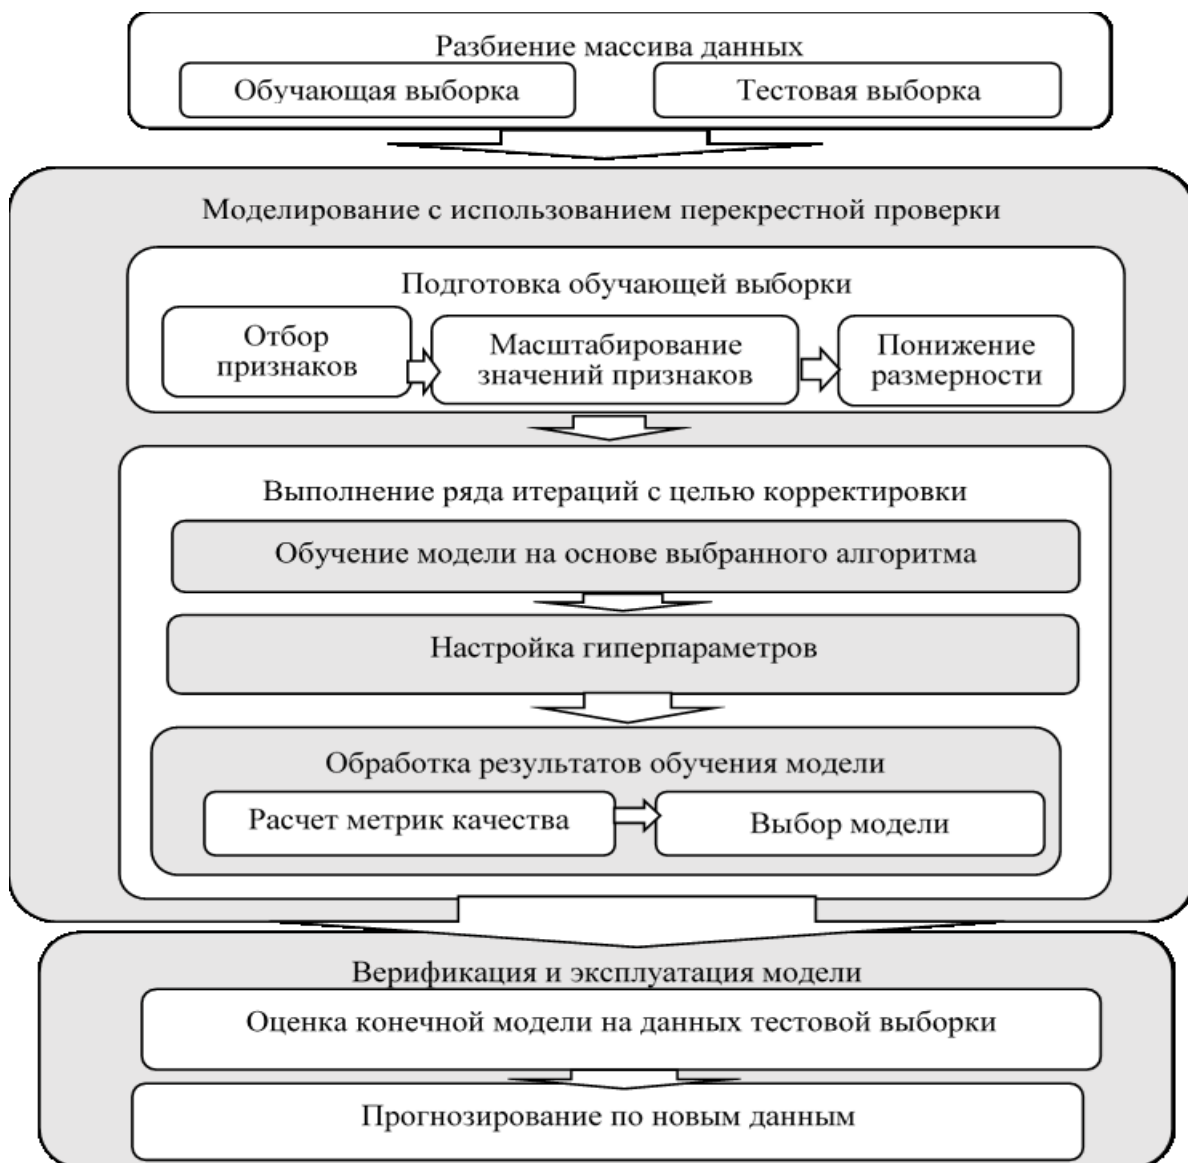 Разбиение массива данных
Обучающая выборка
Тестовая выборка
Моделирование с использованием перекрестной проверки
Подготовка обучающей выборки
Отбор
признаков
Масштабирование
значений признаков
Понижение
размерности
Выполнение ряда итераций с целью корректировки
Обучение модели на основе выбранного алгоритма
Настройка гиперпараметров
Обработка результатов обучения модели
Расчет метрик качества
Выбор модели
Верификация и эксплуатация модели
Оценка конечной модели на данных тестовой выборки
Прогнозирование по новым данным